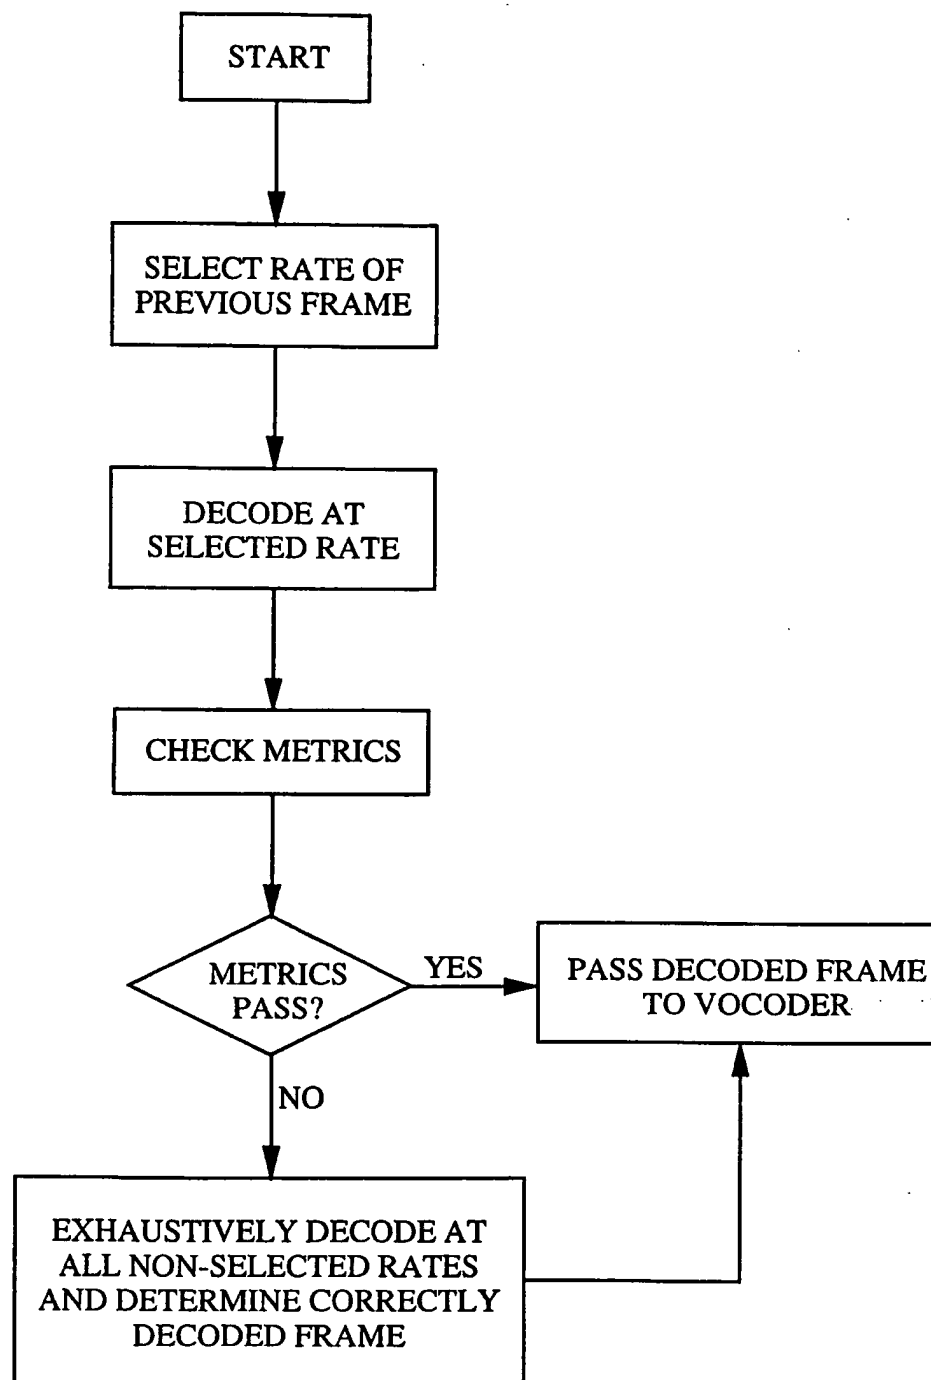 START
SELECT RATE OF
PREVIOUS FRAME
DECODE AT
SELECTED RATE
CHECK METRICS
METRICS
PASS?
YES
PASS DECODED FRAME
TO VOCODER
NO
EXHAUSTIVELY DECODE AT
ALL NON-SELECTED RATES
AND DETERMINE CORRECTLY
DECODED FRAME